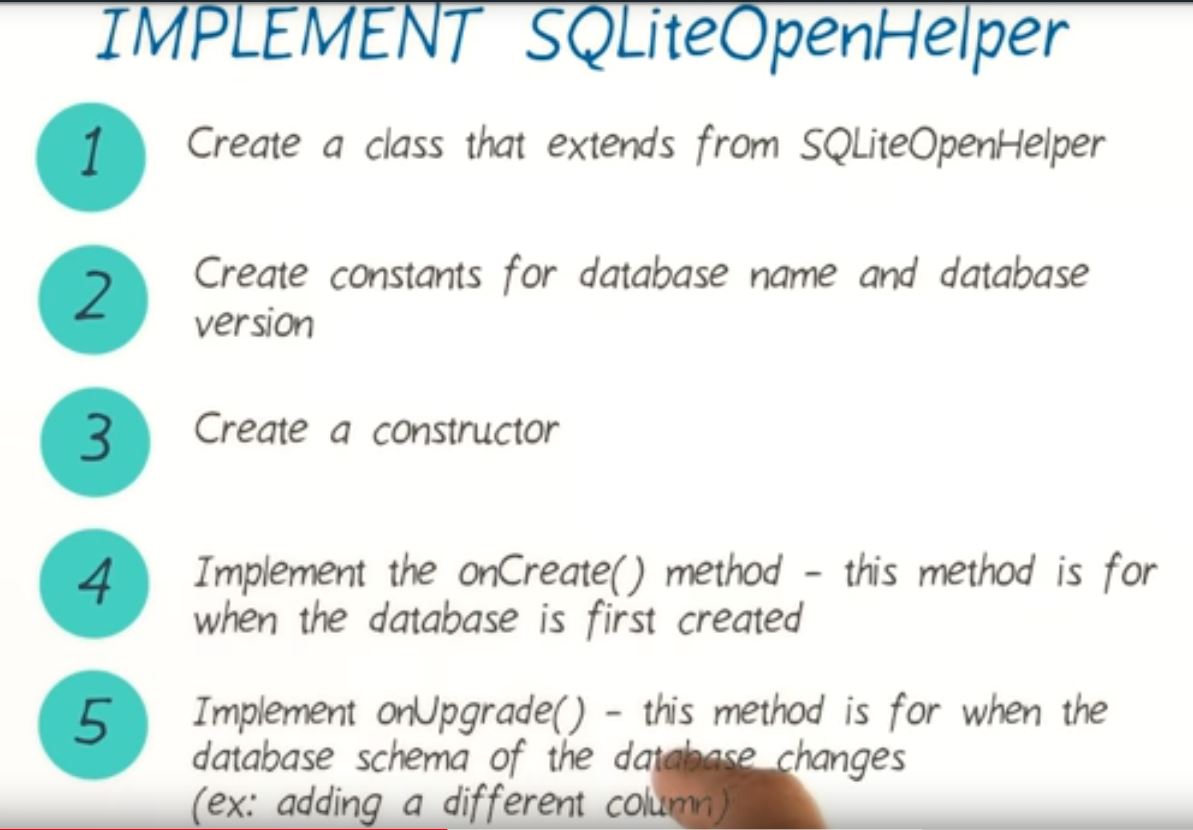 IMPLEMENT SQLiteOpenHelper
1
Create a class that extends from SQLiteOpenHelper
2
Create constants for database name and database
version
3
Create a constructor
4
Implement the onCreate() method - this method is for
when the database is first created
5
Implement onUpgrade() - this method is for when the
database schema of the database changes
(ex: adding a different column)